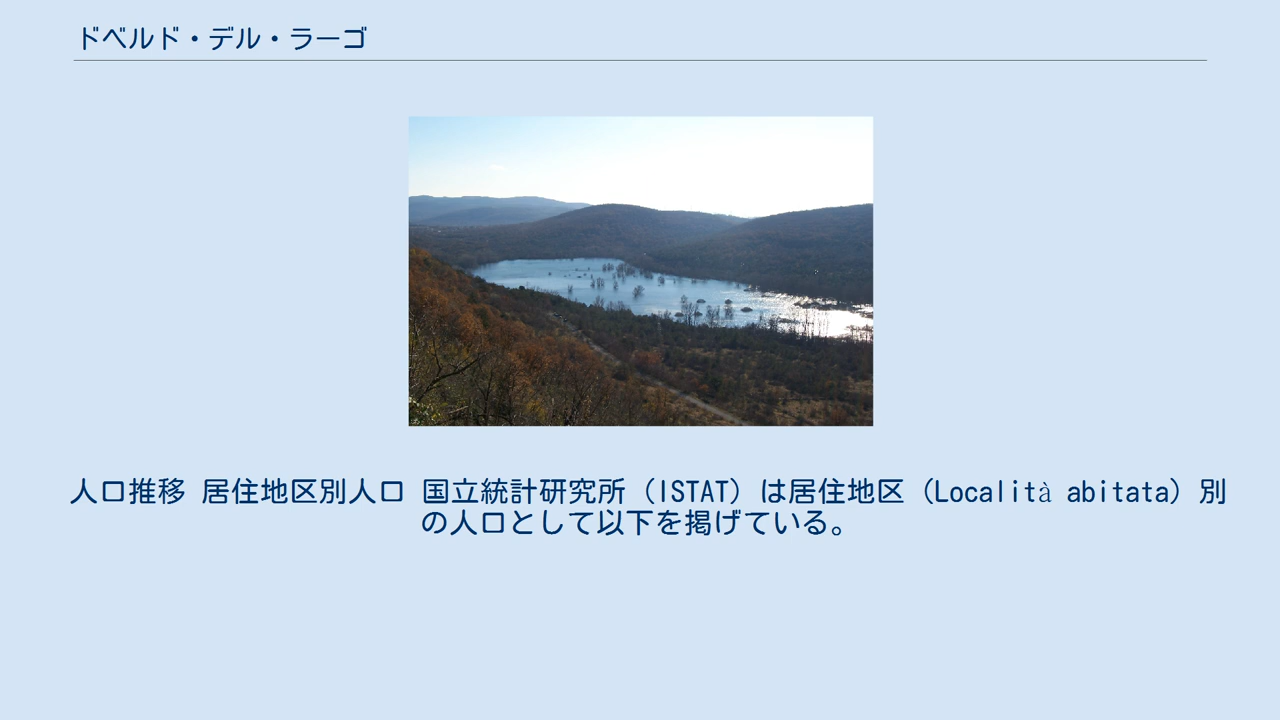 ドベルド・デル・ラーゴ
人口推移 居住地区別人口 国立統計研究所（ISTAT）は居住地区（Località abitata）別
の人口として以下を掲げている。